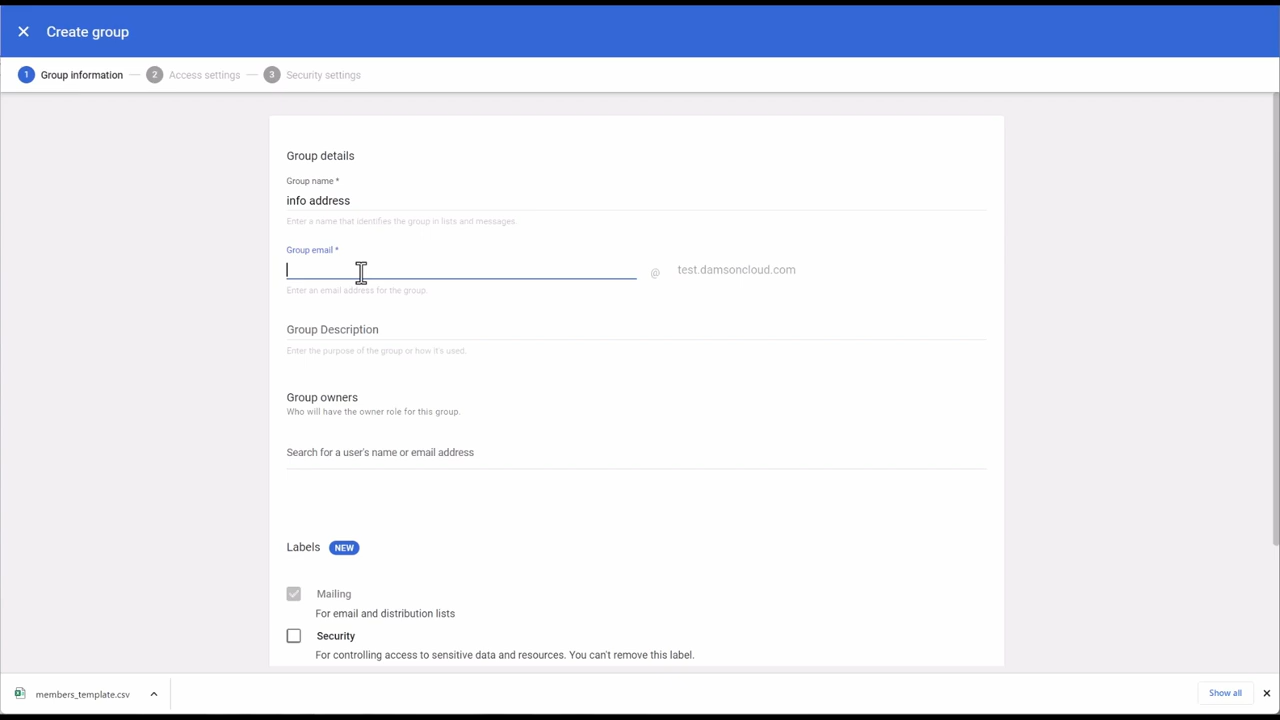 Create group
1 Group information — 2 Access settings — 3 Security settings
Group details
Group name *
info address
Enter a name that identifies the group in lists and messages.
Group email *
@ test.damsoncloud.com
Enter an email address for the group.
Group Description
Enter the purpose of the group or how it's used.
Group owners
Who will have the owner role for this group.
Search for a user's name or email address
Labels NEW
Mailing
For email and distribution lists
Security
For controlling access to sensitive data and resources. You can't remove this label.
members_template.csv
Show all